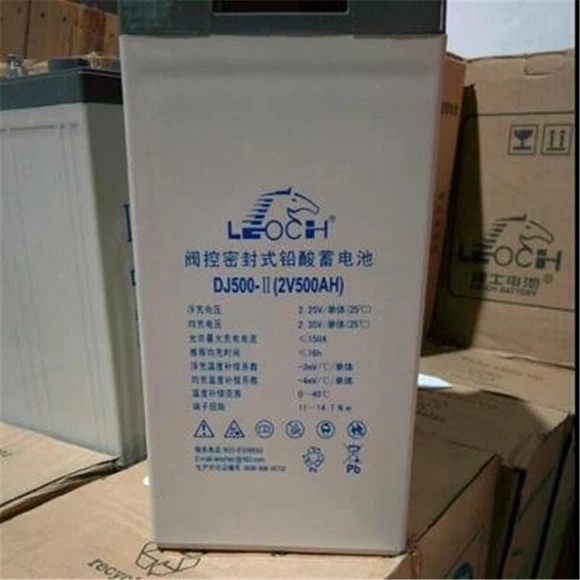 LEOCH®
阀控密封式铅酸蓄电池
DJ500-Ⅱ(2V500AH)
浮充电压 2.25V/单体(25℃)
均充电压 2.35V/单体(25℃)
允许最大充电电流 ≤150A
推荐均充时间 ≤16h
浮充温度补偿系数 -3mV/℃/单体
均充温度补偿系数 -4mV/℃/单体
温度补偿范围 0~40℃
端子扭矩 11~14.7N.m
Pb
LEOCH
理士电池
LEOCH BATTERY
recyc